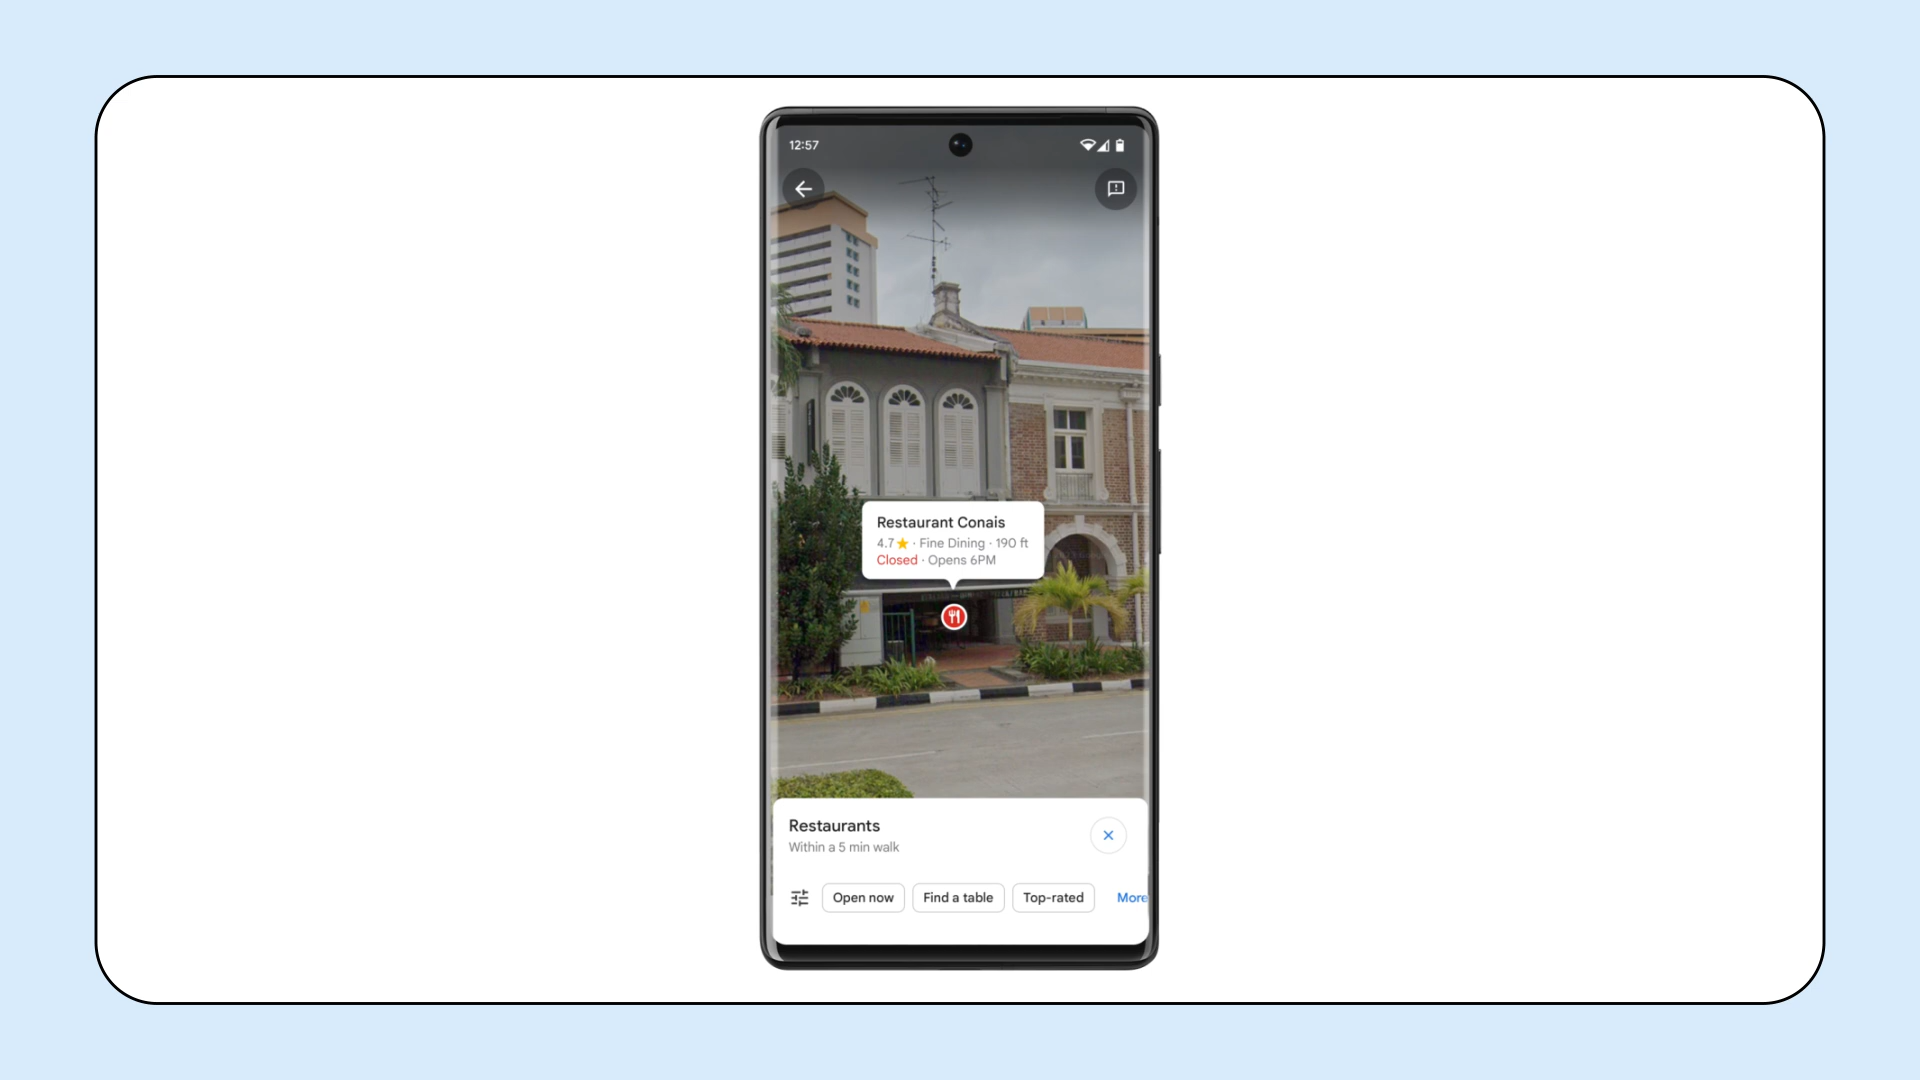 12:57
Restaurant Conais
4.7★ · Fine Dining · 190 ft
Closed · Opens 6PM
Restaurants
Within a 5 min walk
Open now
Find a table
Top-rated
More